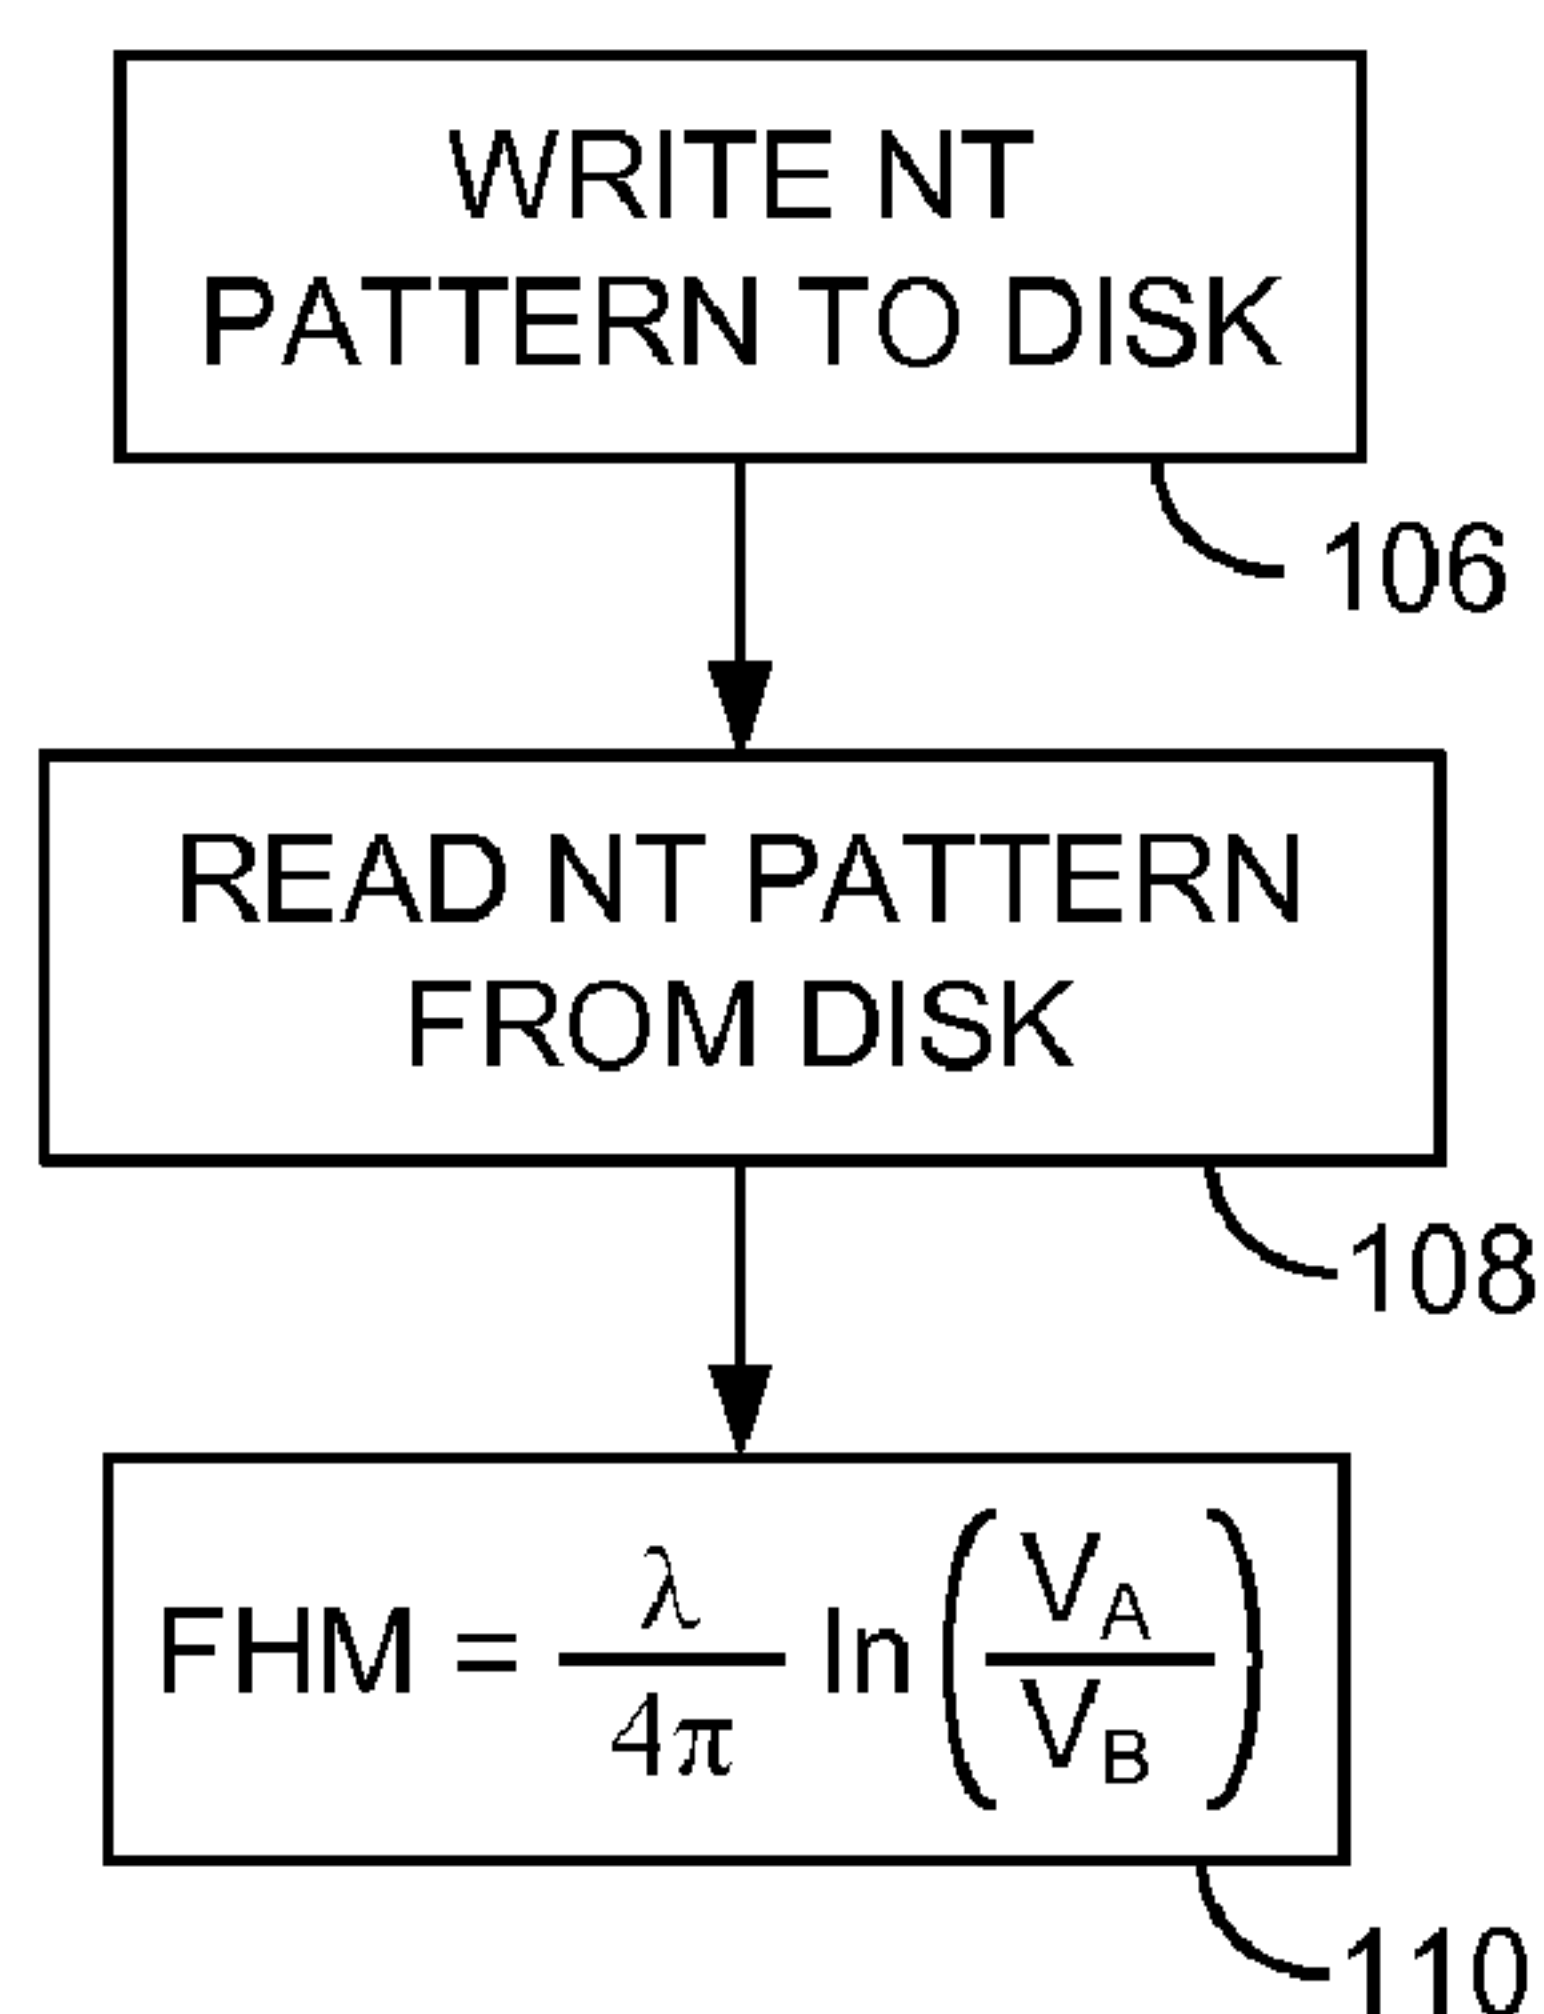 WRITE NT
PATTERN TO DISK
106
READ NT PATTERN
FROM DISK
108
FHM = λ/4π ln(V_A/V_B)
110